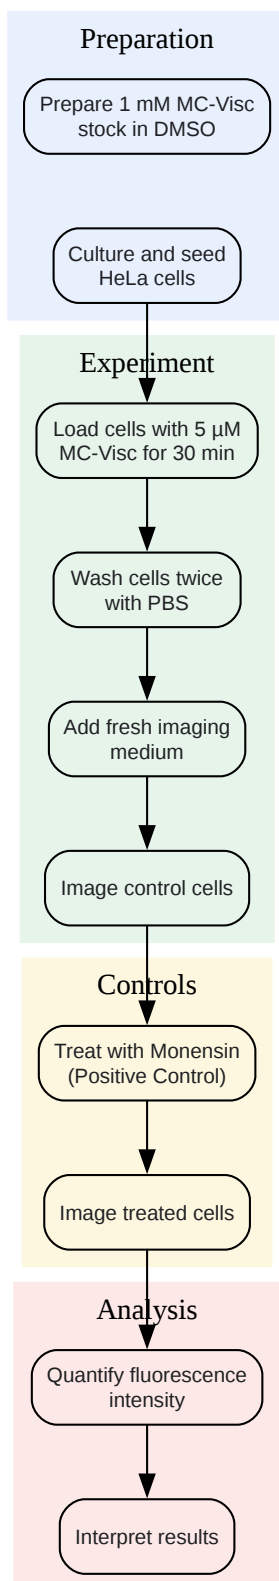 Preparation
Prepare 1 mM MC-Visc
stock in DMSO
Culture and seed
HeLa cells
Experiment
Load cells with 5 µM
MC-Visc for 30 min
Wash cells twice
with PBS
Add fresh imaging
medium
Image control cells
Controls
Treat with Monensin
(Positive Control)
Image treated cells
Analysis
Quantify fluorescence
intensity
Interpret results